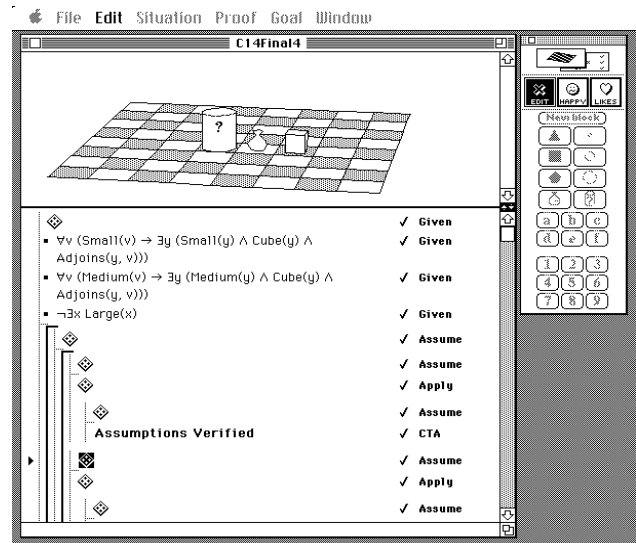 File Edit Situation Proof Goal Window
C14Final4
?
✓ Given
▪ ∀v (Small(v) → ∃y (Small(y) ∧ Cube(y) ∧ ✓ Given
Adjoins(y, v)))
▪ ∀v (Medium(v) → ∃y (Medium(y) ∧ Cube(y) ∧ ✓ Given
Adjoins(y, v)))
▪ ¬∃x Large(x) ✓ Given
✓ Assume
✓ Assume
✓ Apply
✓ Assume
Assumptions Verified ✓ CTA
✓ Assume
✓ Apply
✓ Assume
EDIT HAPPY LIKES
New Block
?
a b c
d e f
1 2 3
4 5 6
7 8 9